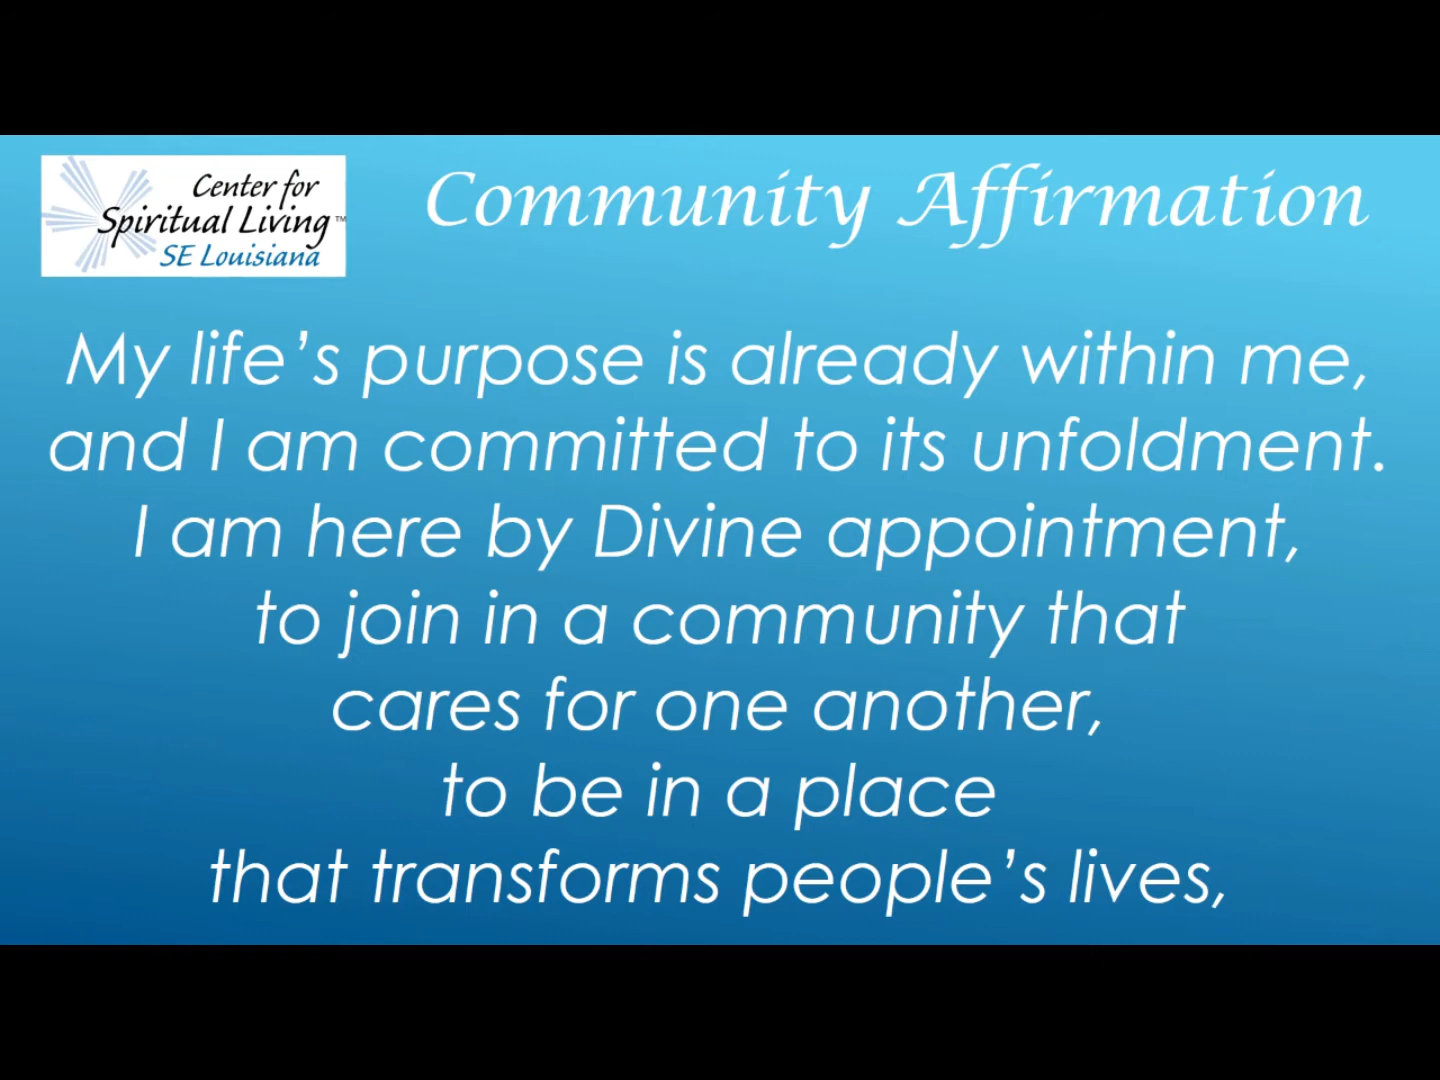 Center for
Spiritual Living™
SE Louisiana
Community Affirmation
My life’s purpose is already within me,
and I am committed to its unfoldment.
I am here by Divine appointment,
to join in a community that
cares for one another,
to be in a place
that transforms people’s lives,